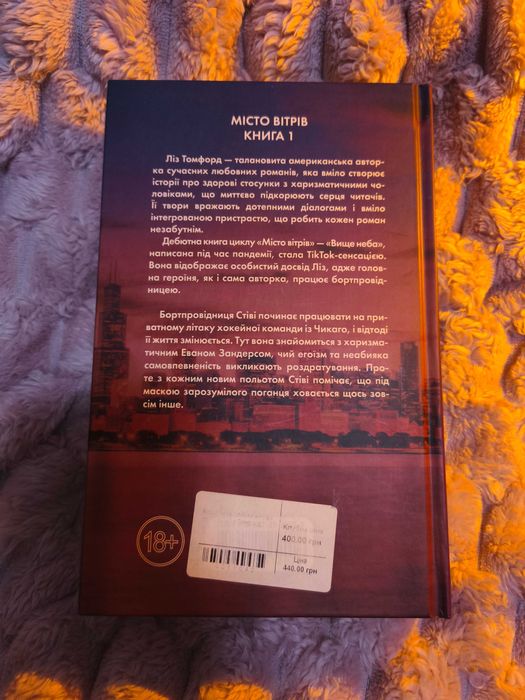 МІСТО ВІТРІВ
КНИГА 1
Ліз Томфорд — талановита американська автор-
ка сучасних любовних романів, яка вміло створює
історії про здорові стосунки з харизматичними чо-
ловіками, що миттєво підкорюють серця читачів.
Її твори вражають дотепними діалогами і вміло
інтегрованою пристрастю, що робить кожен роман
незабутнім.
Дебютна книга циклу «Місто вітрів» — «Вище неба»,
написана під час пандемії, стала TikTok-сенсацією.
Вона відображає особистий досвід Ліз, адже голов-
на героїня, як і сама авторка, працює бортпровід-
ницею.
Бортпровідниця Стіві починає працювати на при-
ватному літаку хокейної команди із Чикаго, і відтоді
її життя змінюється. Тут вона знайомиться з харизма-
тичним Еваном Зандерсом, чий егоїзм та неабияка
самовпевненість викликають роздратування. Про-
те з кожним новим польотом Стіві помічає, що під
маскою зарозумілого поганця ховається щось зов-
сім інше.
18+
400.00 грн
Ціна
440.00 грн